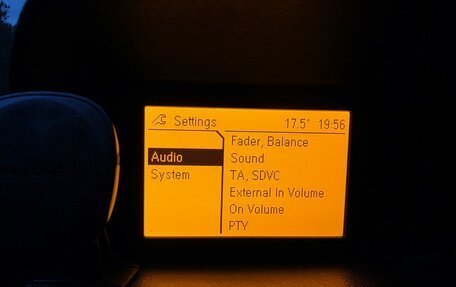 Settings 17.5° 19:56
Audio
System
Fader, Balance
Sound
TA, SDVC
External In Volume
On Volume
PTY